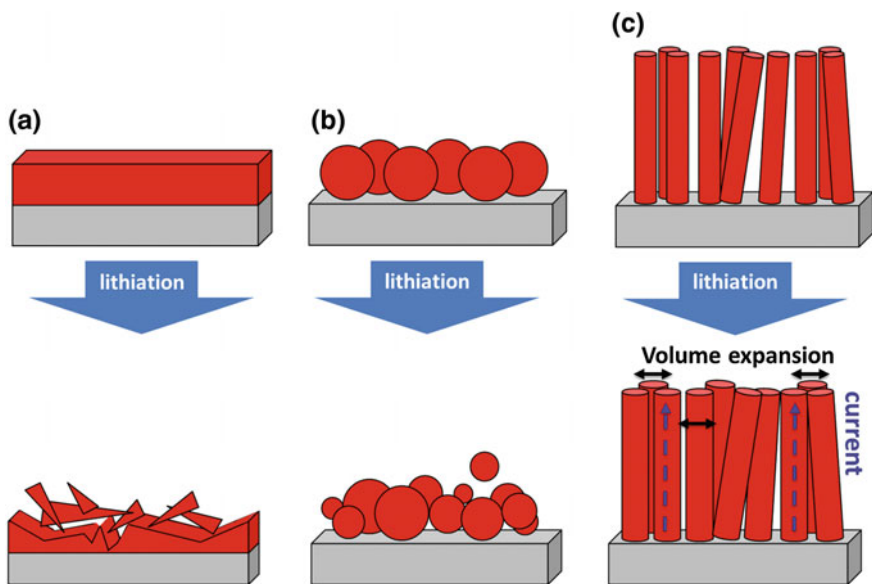 (a)
(b)
(c)
lithiation
lithiation
lithiation
Volume expansion
current